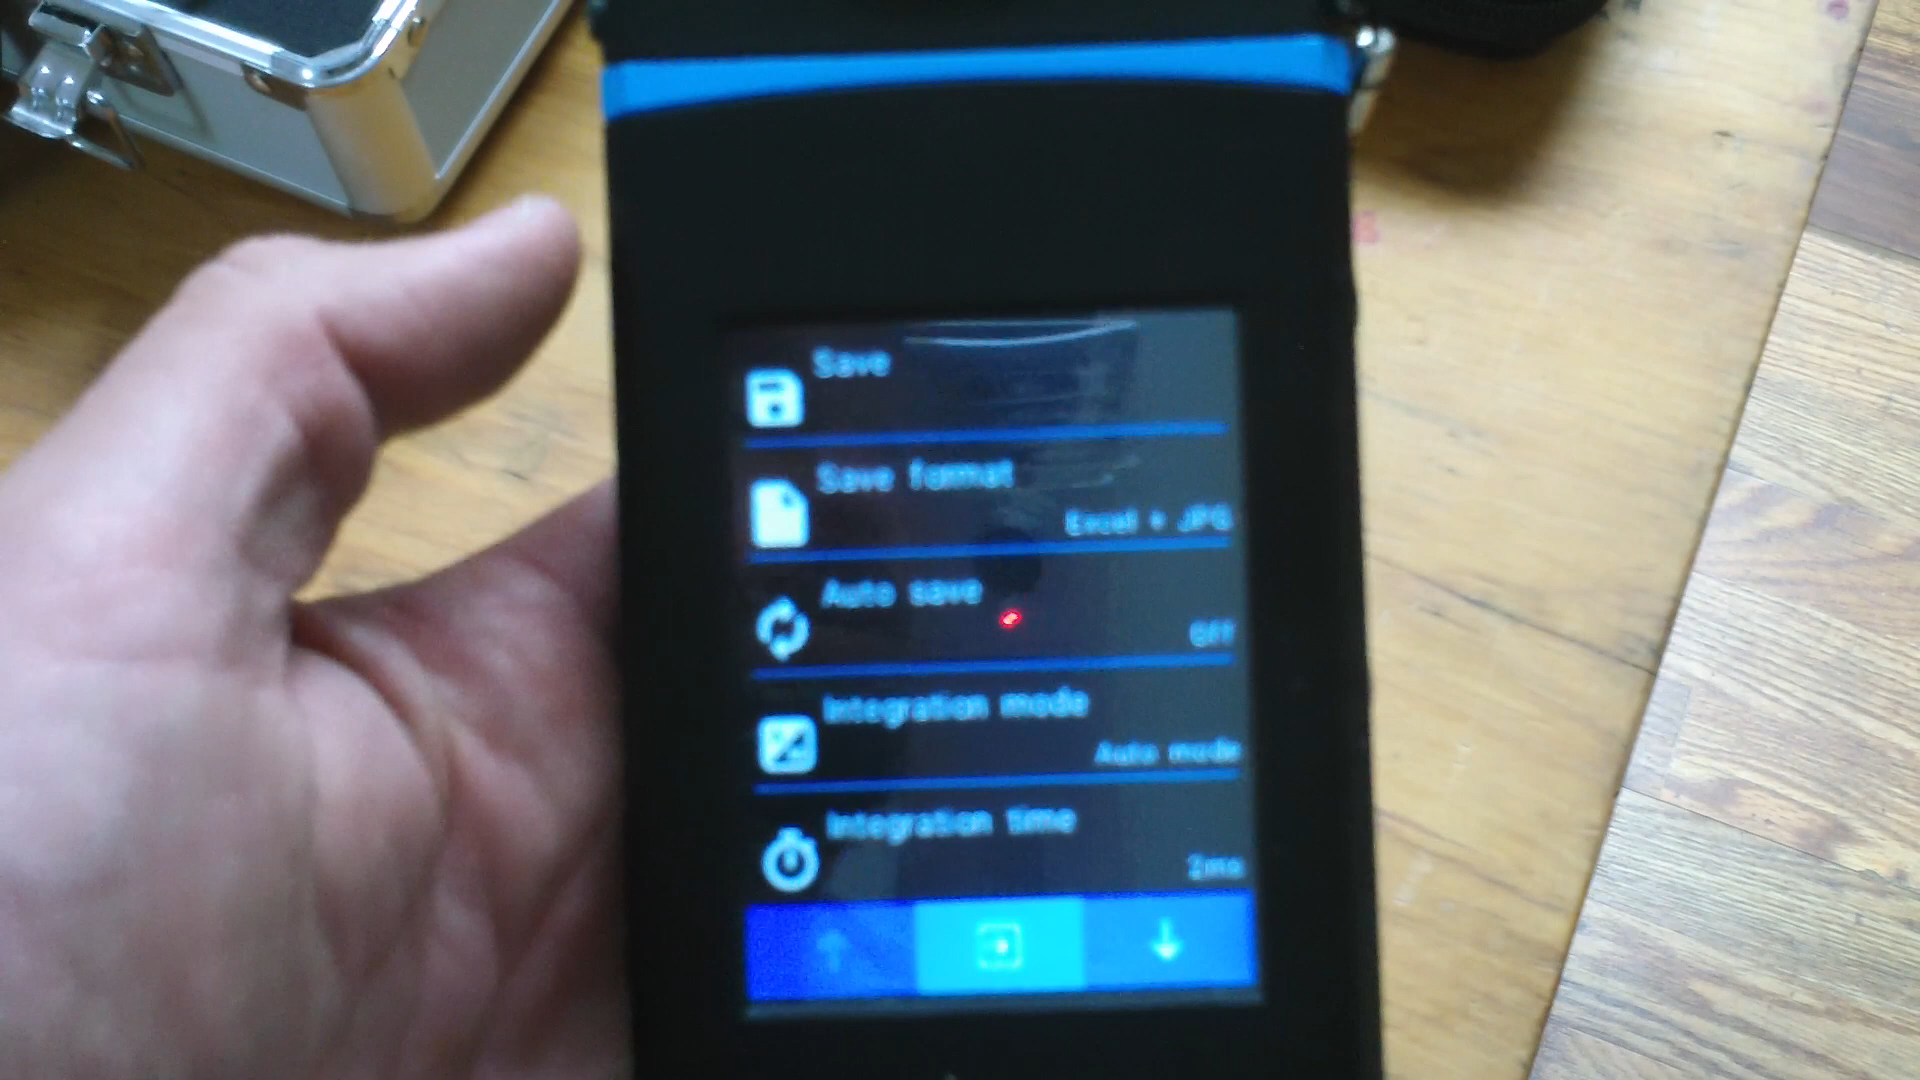 Save
Save format
Excel + JPG
Auto save
Off
Integration mode
Auto mode
Integration time
2ms